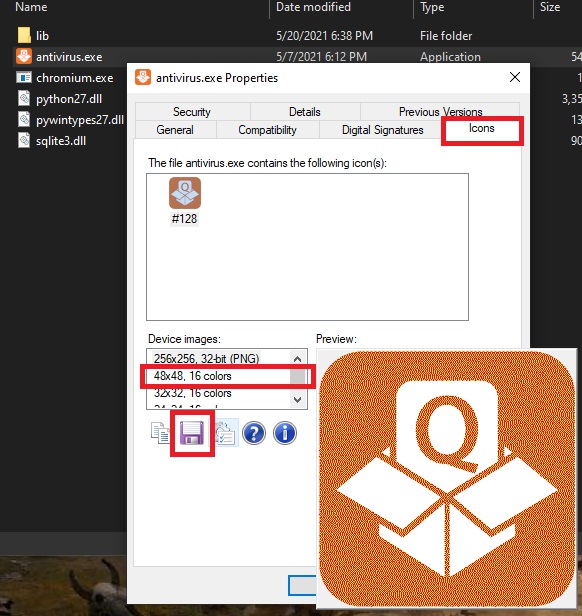 Name Date modified Type Size
lib 5/20/2021 6:38 PM File folder
antivirus.exe 5/7/2021 6:12 PM Application 54
chromium.exe 1
python27.dll 3,35
pywintypes27.dll 13
sqlite3.dll 90
antivirus.exe Properties
Security Details Previous Versions
General Compatibility Digital Signatures Icons
The file antivirus.exe contains the following icon(s):
Q
#128
Device images: Preview:
256x256, 32-bit (PNG)
48x48, 16 colors
32x32, 16 colors
Q